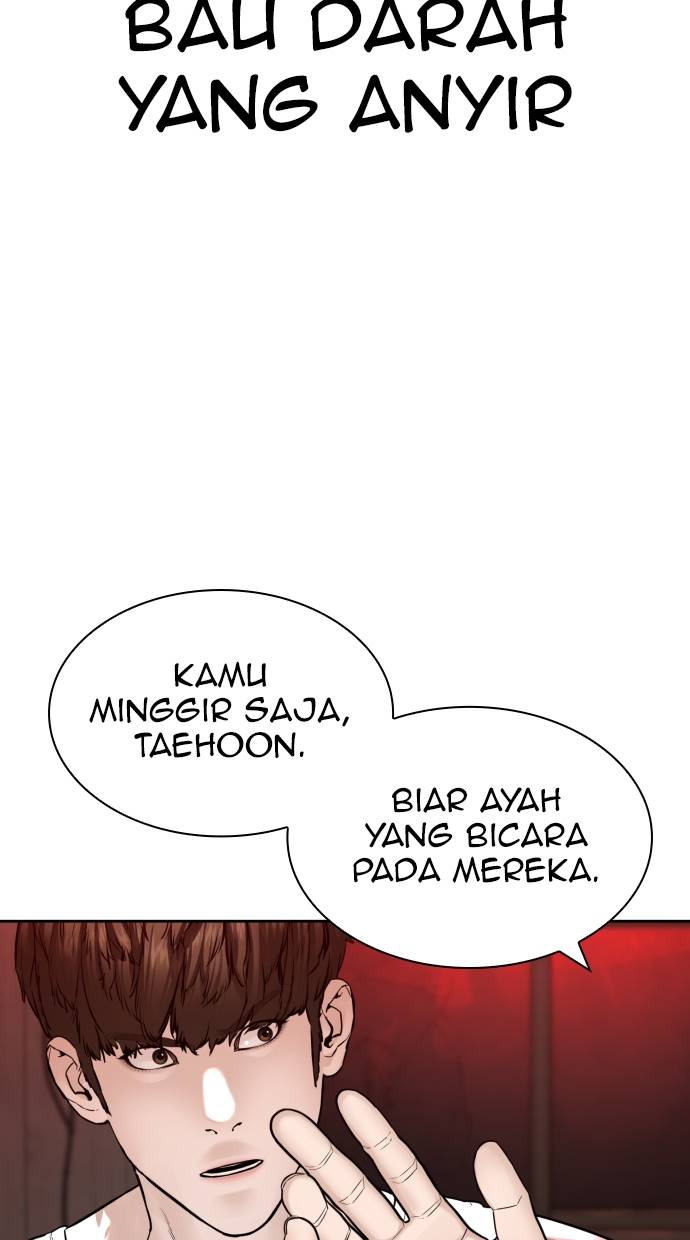 BAU DARAH
YANG ANYIR
KAMU
MINGGIR SAJA,
TAEHOON.
BIAR AYAH
YANG BICARA
PADA MEREKA.